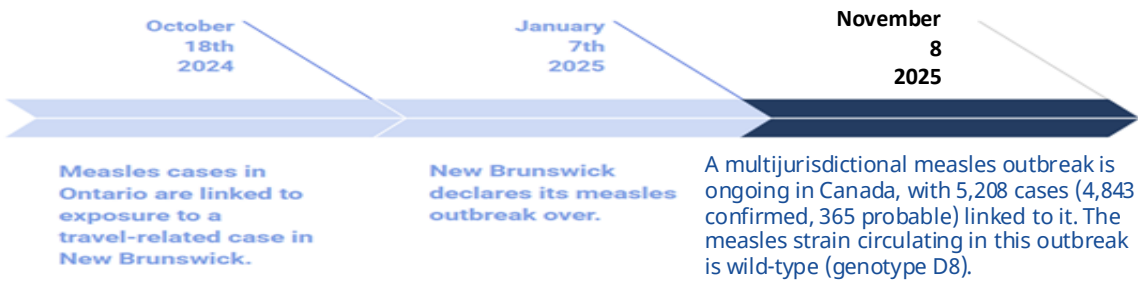 October
18th
2024
January
7th
2025
November
8
2025
Measles cases in
Ontario are linked to
exposure to a
travel-related case in
New Brunswick.
New Brunswick
declares its measles
outbreak over.
A multijurisdictional measles outbreak is
ongoing in Canada, with 5,208 cases (4,843
confirmed, 365 probable) linked to it. The
measles strain circulating in this outbreak
is wild-type (genotype D8).